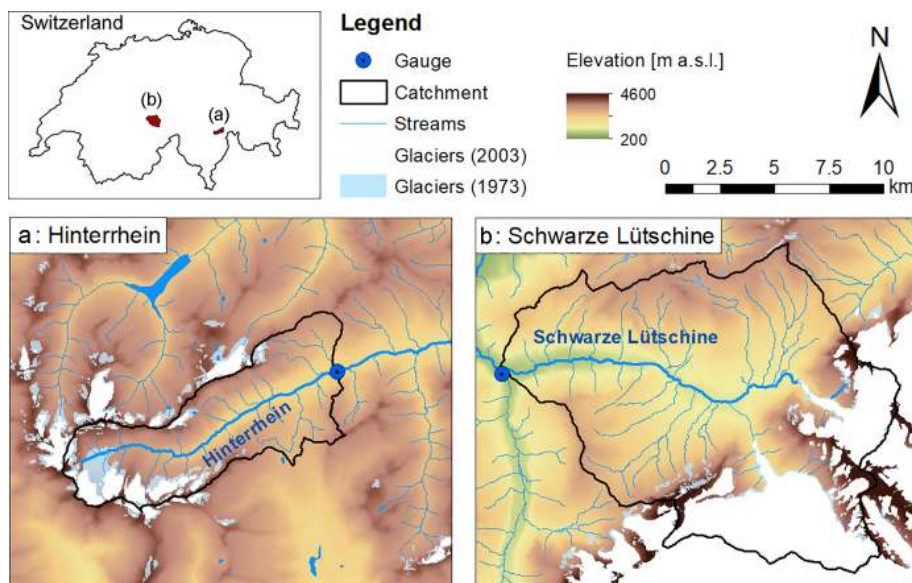 Switzerland
(b)
(a)
Legend
Gauge
Catchment
Streams
Glaciers (2003)
Glaciers (1973)
Elevation [m a.s.l.]
4600
200
N
0 2.5 5 7.5 10
km
a: Hinterrhein
Hinterrhein
b: Schwarze Lütschine
Schwarze Lütschine